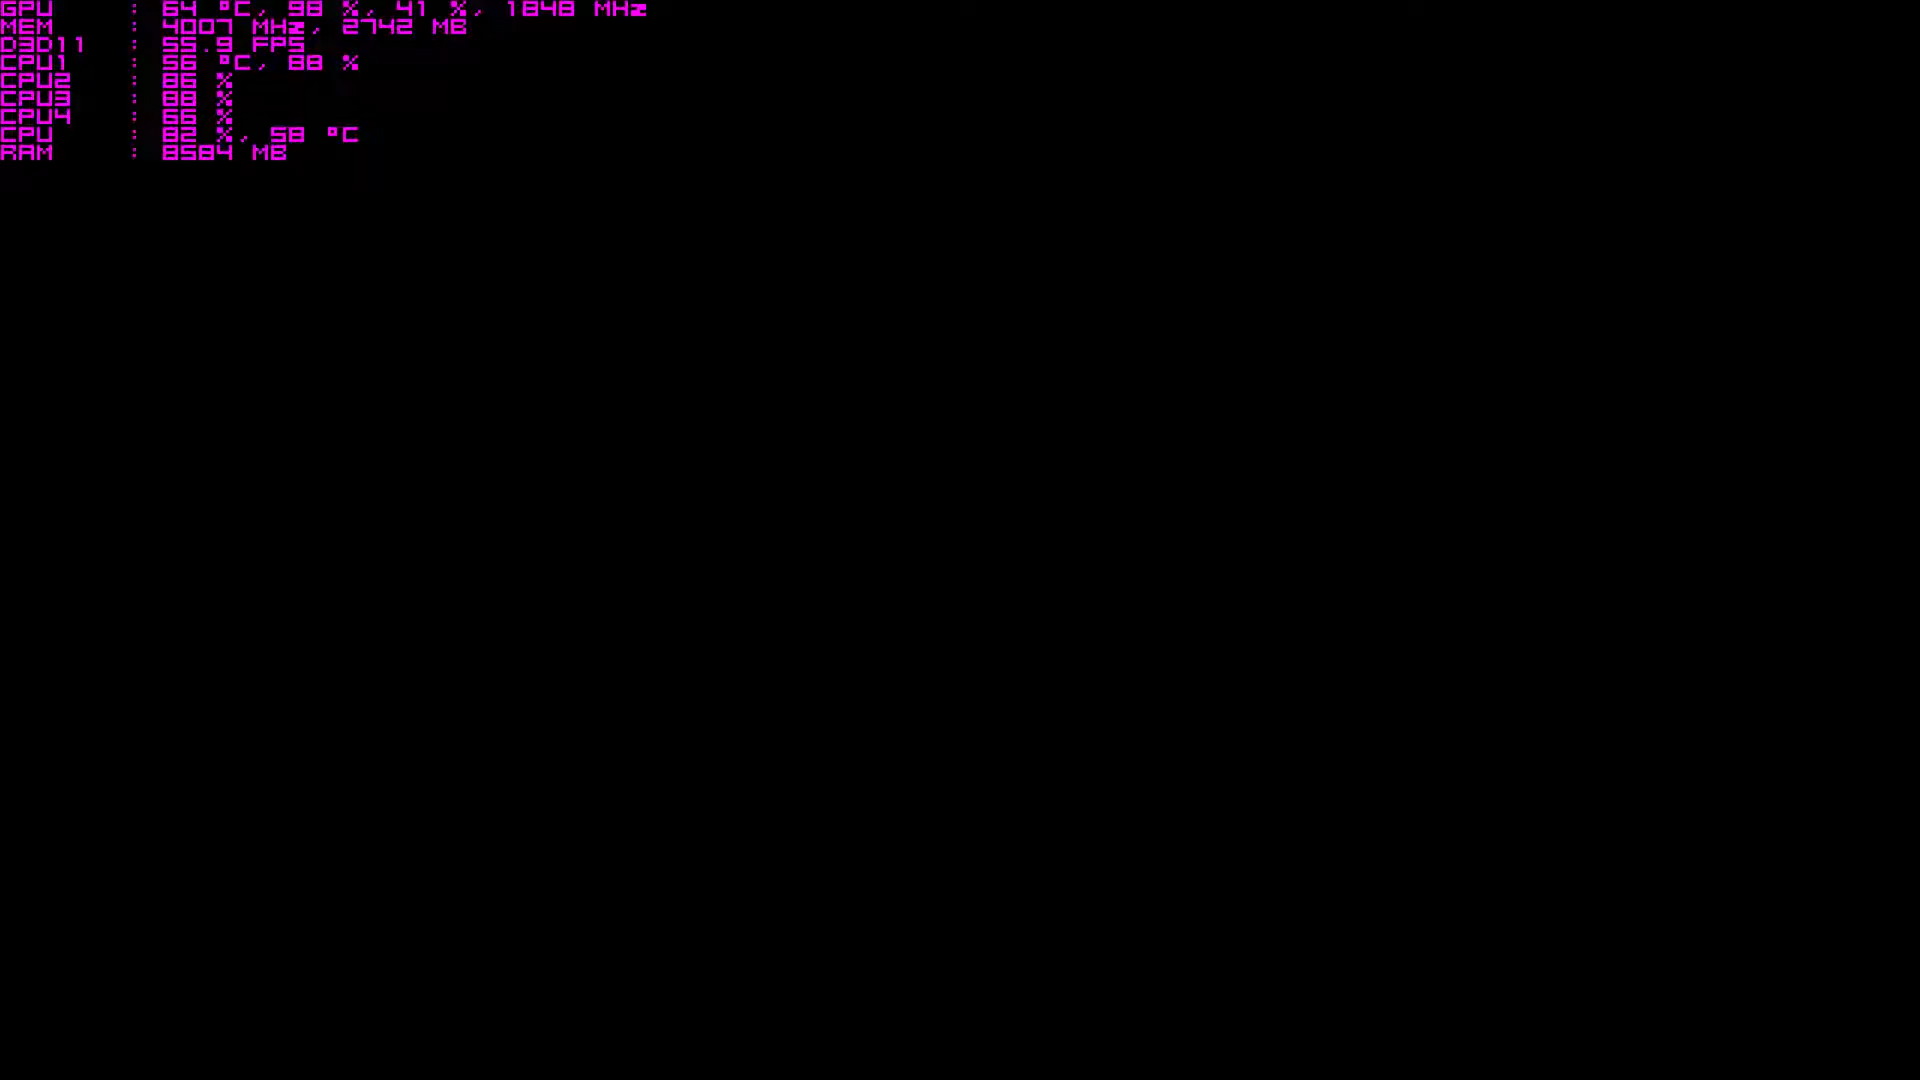 GPU : 64 °C, 98 %, 41 %, 1848 MHz
MEM : 4007 MHz, 2742 MB
D3D11 : 55.9 FPS
CPU1 : 56 °C, 88 %
CPU2 : 86 %
CPU3 : 88 %
CPU4 : 66 %
CPU : 82 %, 58 °C
RAM : 8584 MB